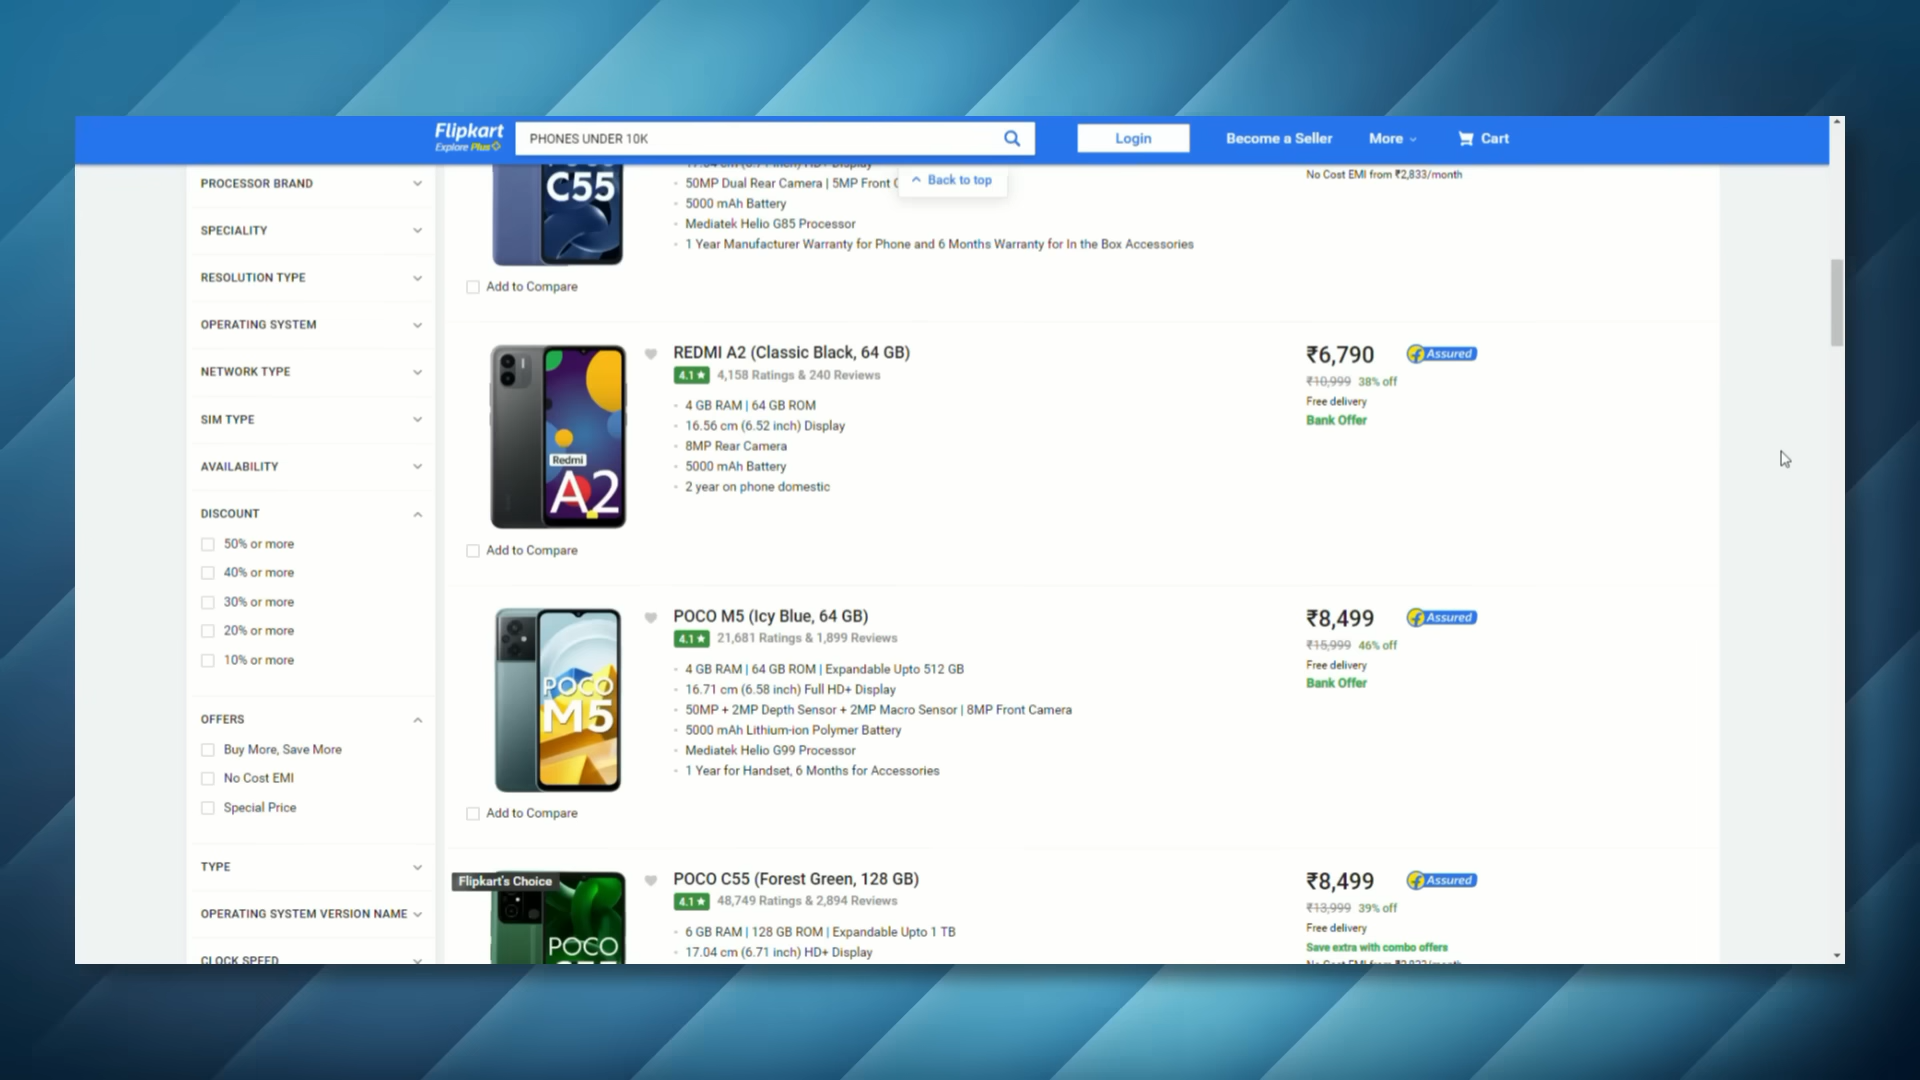 Flipkart
Explore Plus
PHONES UNDER 10K
Login
Become a Seller
More
Cart
PROCESSOR BRAND
SPECIALITY
RESOLUTION TYPE
OPERATING SYSTEM
NETWORK TYPE
SIM TYPE
AVAILABILITY
DISCOUNT
50% or more
40% or more
30% or more
20% or more
10% or more
OFFERS
Buy More, Save More
No Cost EMI
Special Price
TYPE
OPERATING SYSTEM VERSION NAME
CLOCK SPEED
Back to top
C55
50MP Dual Rear Camera | 5MP Front
5000 mAh Battery
Mediatek Helio G85 Processor
1 Year Manufacturer Warranty for Phone and 6 Months Warranty for In the Box Accessories
No Cost EMI from ₹2,833/month
Add to Compare
Redmi
A2
REDMI A2 (Classic Black, 64 GB)
4.1★ 4,158 Ratings & 240 Reviews
4 GB RAM | 64 GB ROM
16.56 cm (6.52 inch) Display
8MP Rear Camera
5000 mAh Battery
2 year on phone domestic
₹6,790
Assured
₹10,999 38% off
Free delivery
Bank Offer
Add to Compare
POCO
M5
POCO M5 (Icy Blue, 64 GB)
4.1★ 21,681 Ratings & 1,899 Reviews
4 GB RAM | 64 GB ROM | Expandable Upto 512 GB
16.71 cm (6.58 inch) Full HD+ Display
50MP + 2MP Depth Sensor + 2MP Macro Sensor | 8MP Front Camera
5000 mAh Lithium-ion Polymer Battery
Mediatek Helio G99 Processor
1 Year for Handset, 6 Months for Accessories
₹8,499
Assured
₹15,999 46% off
Free delivery
Bank Offer
Add to Compare
Flipkart's Choice
POCO
POCO C55 (Forest Green, 128 GB)
4.1★ 48,749 Ratings & 2,894 Reviews
6 GB RAM | 128 GB ROM | Expandable Upto 1 TB
17.04 cm (6.71 inch) HD+ Display
₹8,499
Assured
₹13,999 39% off
Free delivery
Save extra with combo offers